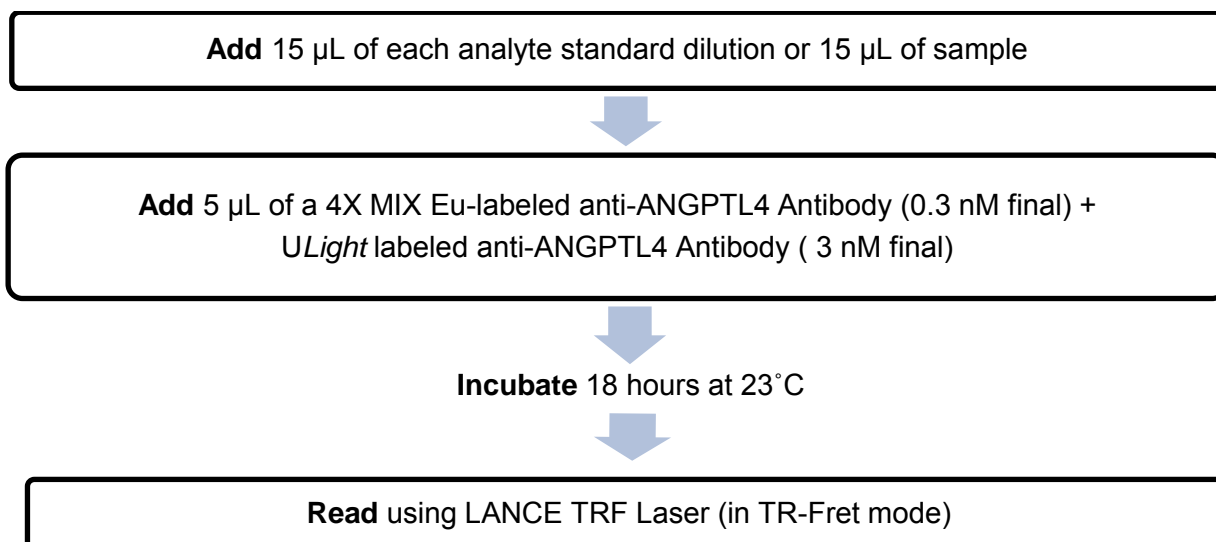 Add 15 µL of each analyte standard dilution or 15 µL of sample
Add 5 µL of a 4X MIX Eu-labeled anti-ANGPTL4 Antibody (0.3 nM final) +
ULight labeled anti-ANGPTL4 Antibody ( 3 nM final)
Incubate 18 hours at 23˚C
Read using LANCE TRF Laser (in TR-Fret mode)